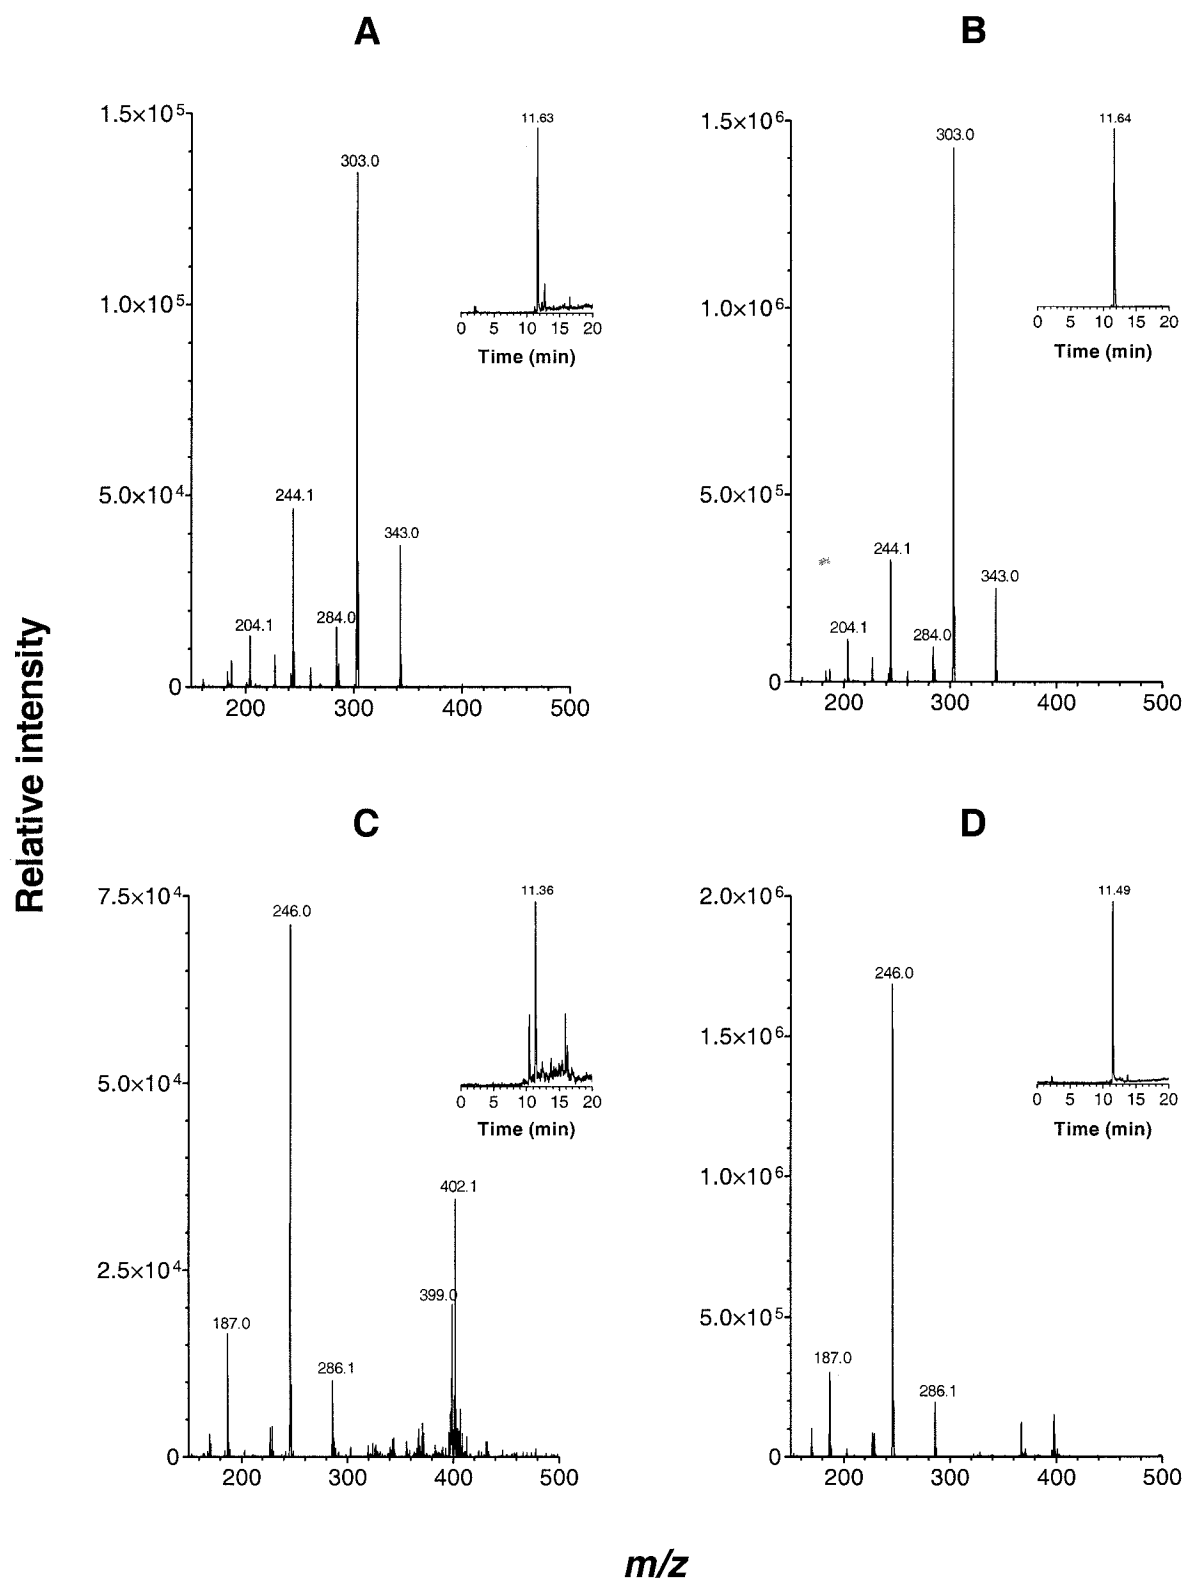 A
1.5×10⁵
1.0×10⁵
5.0×10⁴
0
303.0
244.1
343.0
204.1
284.0
200 300 400 500
11.63
0 5 10 15 20
Time (min)
B
1.5×10⁶
1.0×10⁶
5.0×10⁵
0
303.0
244.1
343.0
204.1
284.0
200 300 400 500
11.64
0 5 10 15 20
Time (min)
Relative intensity
C
7.5×10⁴
5.0×10⁴
2.5×10⁴
0
246.0
402.1
399.0
187.0
286.1
200 300 400 500
11.36
0 5 10 15 20
Time (min)
D
2.0×10⁶
1.5×10⁶
1.0×10⁶
5.0×10⁵
0
246.0
187.0
286.1
200 300 400 500
11.49
0 5 10 15 20
Time (min)
m/z